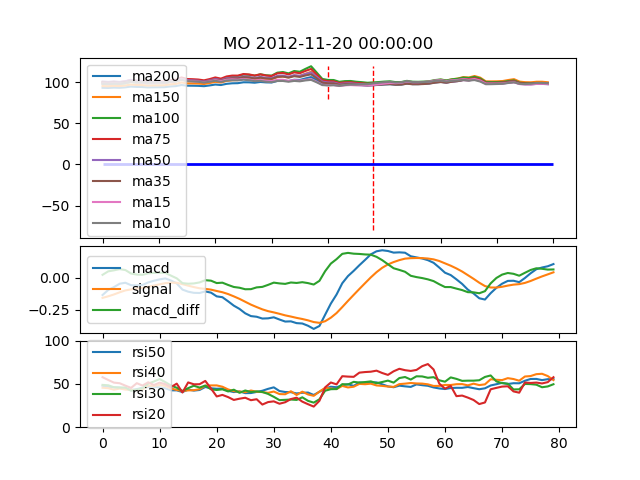 MO 2012-11-20 00:00:00
100
50
0
−50
ma200
ma150
ma100
ma75
ma50
ma35
ma15
ma10
0.00
−0.25
macd
signal
macd_diff
100
50
0
rsi50
rsi40
rsi30
rsi20
0 10 20 30 40 50 60 70 80